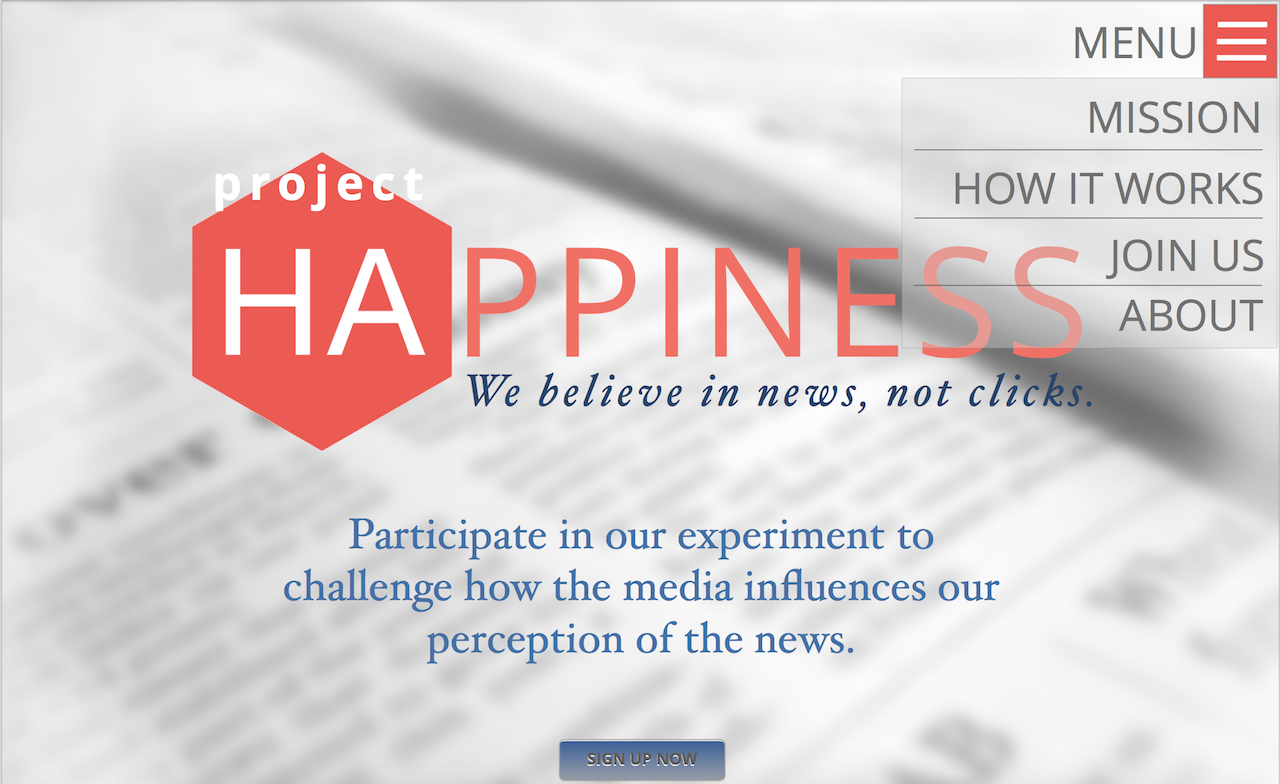 MENU
MISSION
HOW IT WORKS
JOIN US
ABOUT
project
HAPPINESS
We believe in news, not clicks.
Participate in our experiment to
challenge how the media influences our
perception of the news.
SIGN UP NOW